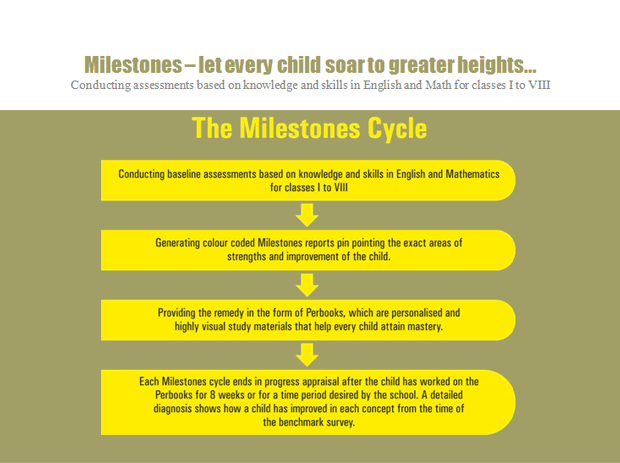 Milestones – let every child soar to greater heights...
Conducting assessments based on knowledge and skills in English and Math for classes I to VIII
The Milestones Cycle
Conducting baseline assessments based on knowledge and skills in English and Mathematics
for classes I to VIII
Generating colour coded Milestones reports pin pointing the exact areas of
strengths and improvement of the child.
Providing the remedy in the form of Perbooks, which are personalised and
highly visual study materials that help every child attain mastery.
Each Milestones cycle ends in progress appraisal after the child has worked on the
Perbooks for 8 weeks or for a time period desired by the school. A detailed
diagnosis shows how a child has improved in each concept from the time of
the benchmark survey.